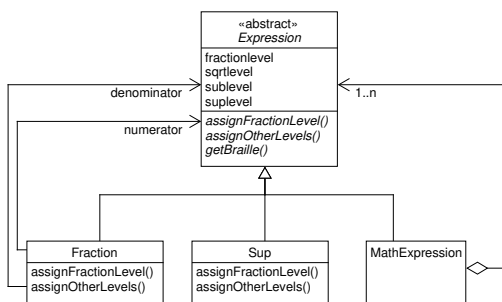 «abstract»
Expression
fractionlevel
sqrtlevel
sublevel
suplevel
assignFractionLevel()
assignOtherLevels()
getBraille()
denominator
numerator
1..n
Fraction
assignFractionLevel()
assignOtherLevels()
Sup
assignFractionLevel()
assignOtherLevels()
MathExpression